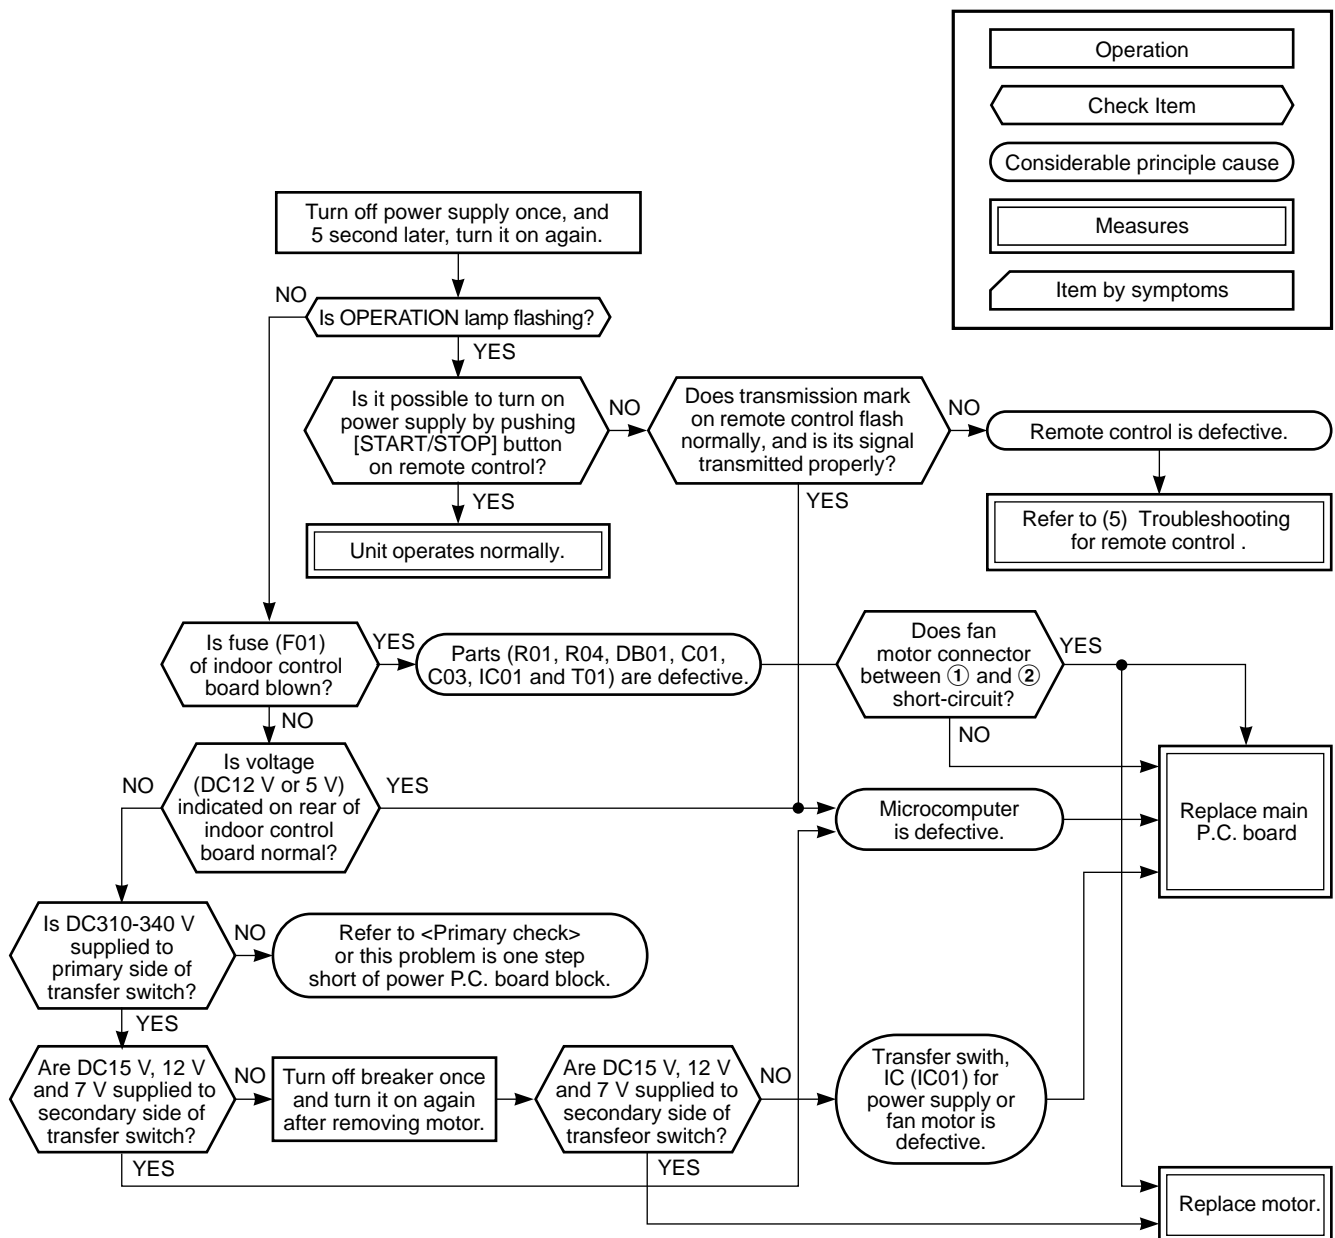 Operation
Check Item
Considerable principle cause
Measures
Item by symptoms
Turn off power supply once, and
5 second later, turn it on again.
NO
Is OPERATION lamp flashing?
YES
Is it possible to turn on
power supply by pushing
[START/STOP] button
on remote control?
NO
Does transmission mark
on remote control flash
normally, and is its signal
transmitted properly?
NO
Remote control is defective.
YES
YES
Unit operates normally.
Refer to (5) Troubleshooting
for remote control .
Is fuse (F01)
of indoor control
board blown?
YES
Parts (R01, R04, DB01, C01,
C03, IC01 and T01) are defective.
Does fan
motor connector
between ① and ②
short-circuit?
YES
NO
NO
Is voltage
(DC12 V or 5 V)
indicated on rear of
indoor control
board normal?
NO
YES
Microcomputer
is defective.
Replace main
P.C. board
Is DC310-340 V
supplied to
primary side of
transfer switch?
NO
Refer to <Primary check>
or this problem is one step
short of power P.C. board block.
YES
Are DC15 V, 12 V
and 7 V supplied to
secondary side of
transfer switch?
NO
Turn off breaker once
and turn it on again
after removing motor.
Are DC15 V, 12 V
and 7 V supplied to
secondary side of
transfeor switch?
NO
Transfer swith,
IC (IC01) for
power supply or
fan motor is
defective.
YES
YES
Replace motor.